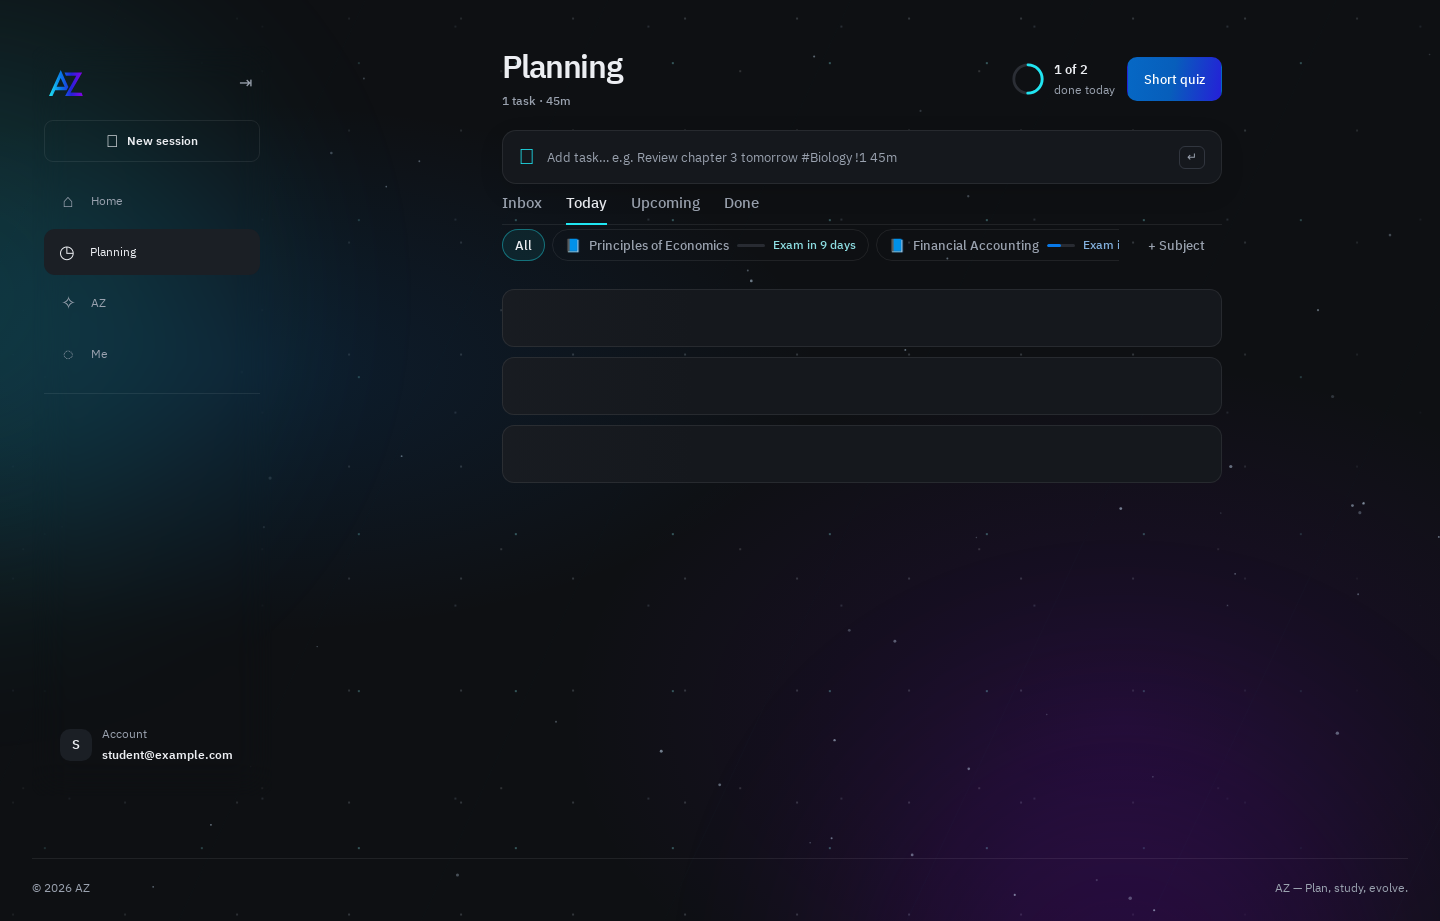 AZ
⇥
New session
Home
Planning
AZ
Me
Account
S
student@example.com
Planning
1 task · 45m
1 of 2
done today
Short quiz
Add task… e.g. Review chapter 3 tomorrow #Biology !1 45m
↵
Inbox Today Upcoming Done
All 📘 Principles of Economics Exam in 9 days 📘 Financial Accounting Exam i + Subject
© 2026 AZ
AZ — Plan, study, evolve.